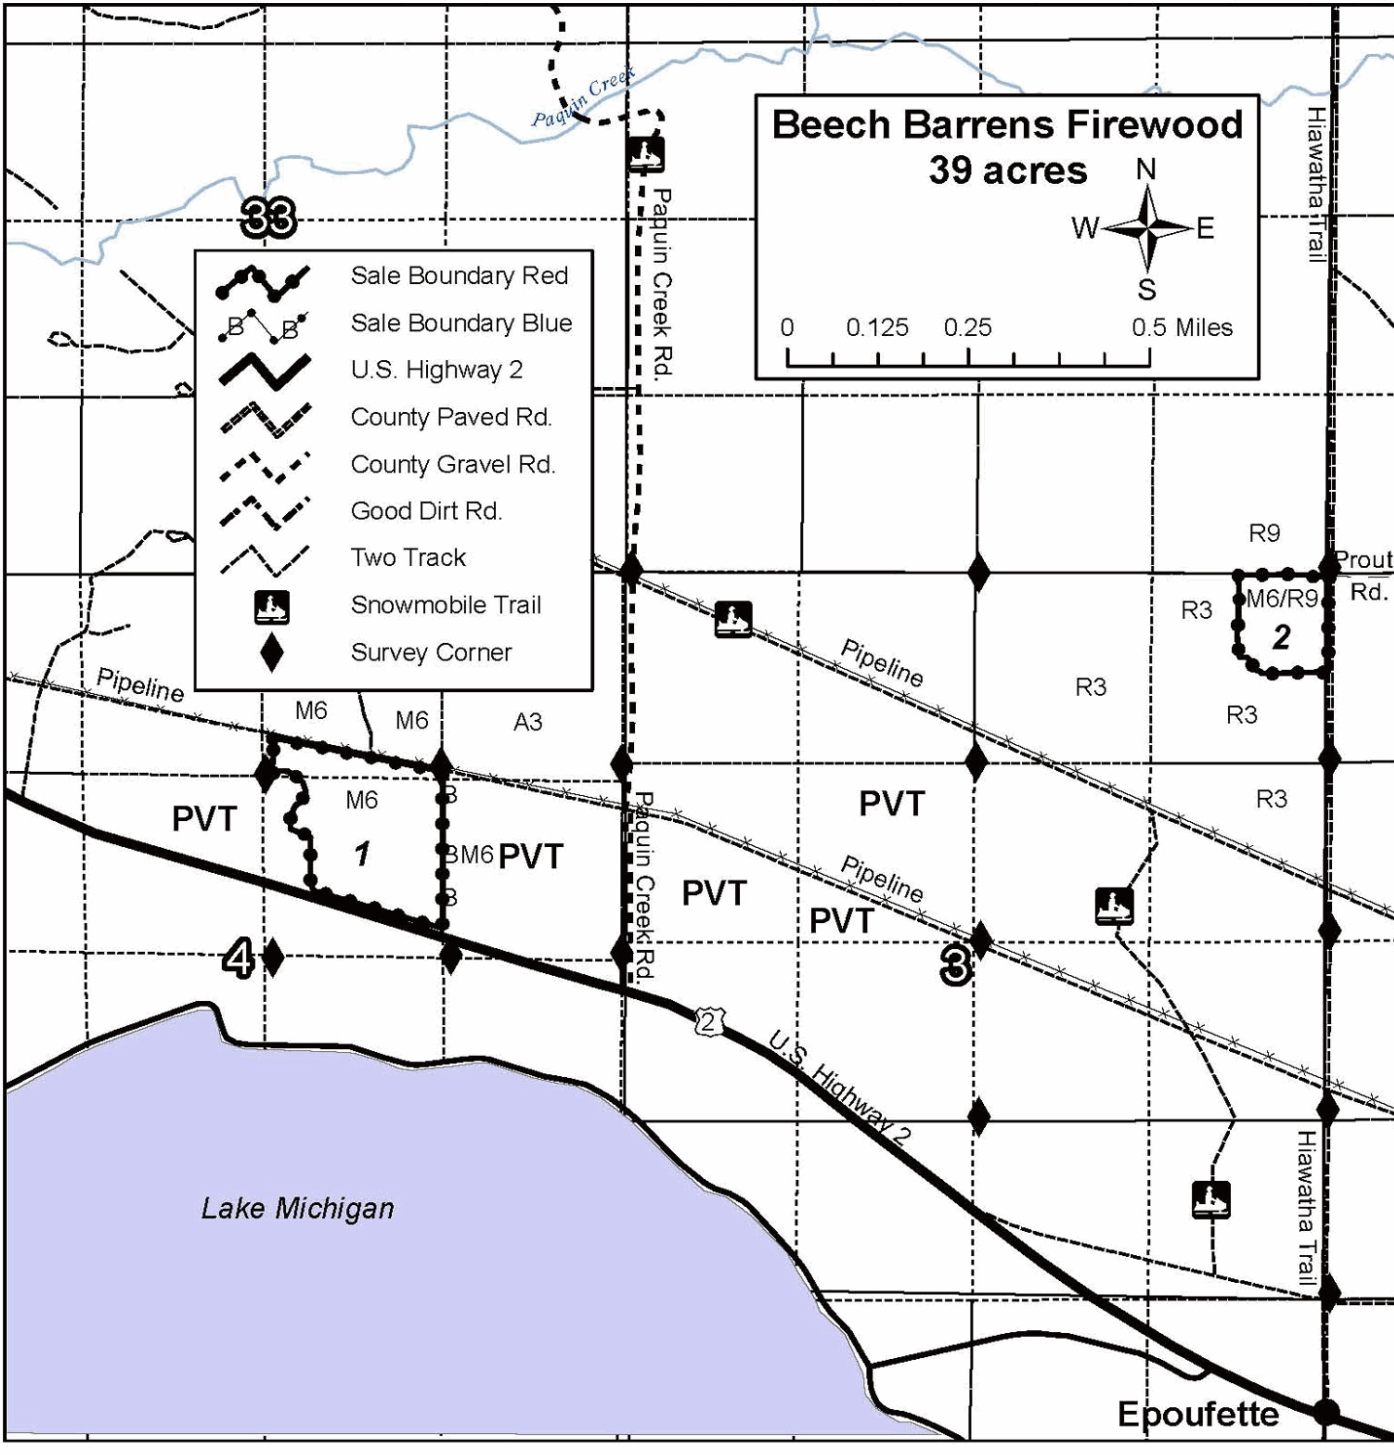 Paquin Creek
Beech Barrens Firewood
39 acres
N
W
E
S
0 0.125 0.25 0.5 Miles
Hiawatha Trail
33
Paquin Creek Rd.
Sale Boundary Red
B B
Sale Boundary Blue
U.S. Highway 2
County Paved Rd.
County Gravel Rd.
Good Dirt Rd.
Two Track
Snowmobile Trail
Survey Corner
R9
Prout
Rd.
R3
M6/R9
2
Pipeline
R3
R3
Pipeline
M6
M6
A3
M6
B
PVT
PVT
R3
1
B
M6
PVT
Paquin Creek Rd.
PVT
Pipeline
PVT
B
4
3
2
U.S. Highway 2
Hiawatha Trail
Lake Michigan
Epoufette